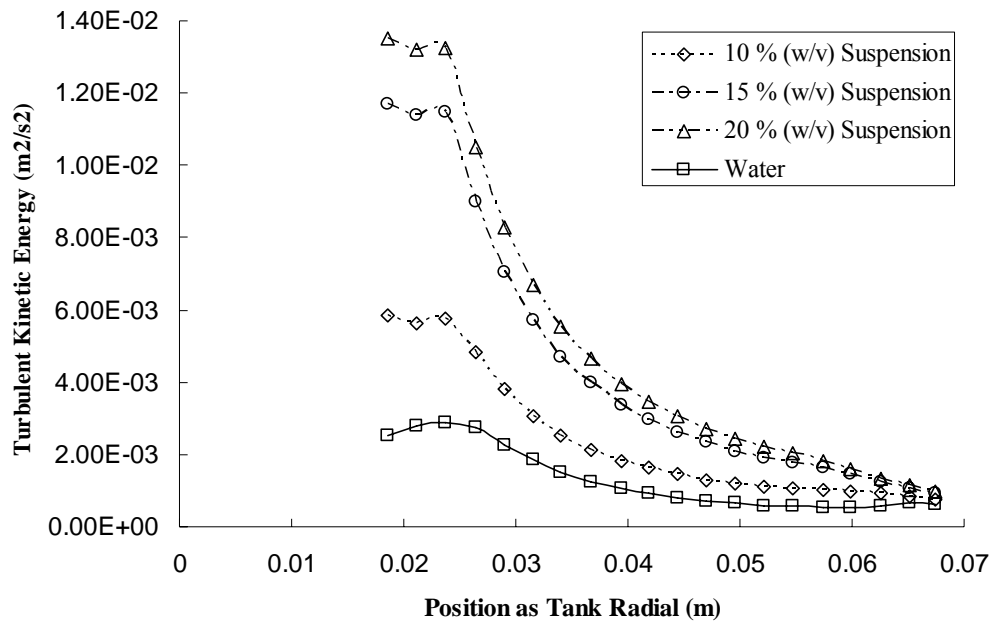 1.40E-02
1.20E-02
1.00E-02
8.00E-03
6.00E-03
4.00E-03
2.00E-03
0.00E+00
Turbulent Kinetic Energy (m2/s2)
10 % (w/v) Suspension
15 % (w/v) Suspension
20 % (w/v) Suspension
Water
0 0.01 0.02 0.03 0.04 0.05 0.06 0.07
Position as Tank Radial (m)